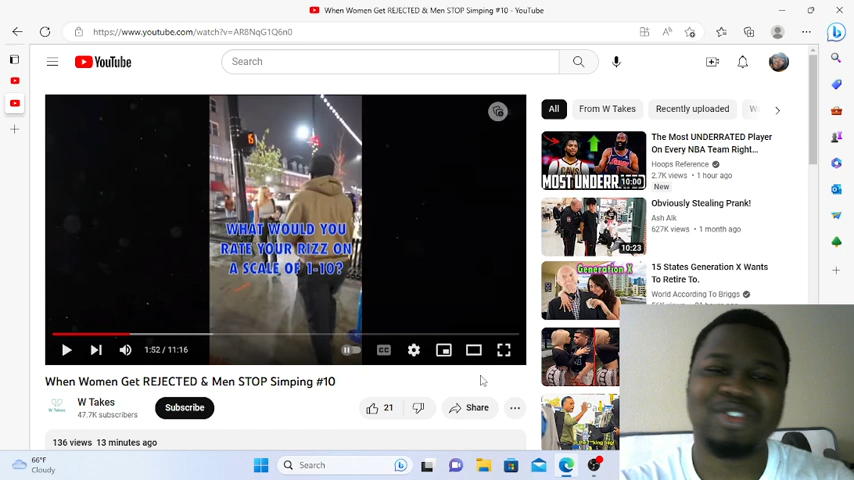 When Women Get REJECTED & Men STOP Simping #10 - YouTube
https://www.youtube.com/watch?v=AR8NqG1Q6n0
YouTube
Search
6
WHAT WOULD YOU
RATE YOUR RIZZ ON
A SCALE OF 1-10?
1:52 / 11:16
CC
When Women Get REJECTED & Men STOP Simping #10
W Takes
47.7K subscribers
Subscribe
21
Share
136 views 13 minutes ago
All
From W Takes
Recently uploaded
MOST UNDERR
10:00
The Most UNDERRATED Player
On Every NBA Team Right...
Hoops Reference
2.7K views • 1 hour ago
New
10:23
Obviously Stealing Prank!
Ash Alk
627K views • 1 month ago
Generation X
15 States Generation X Wants
To Retire To.
World According To Briggs
66°F
Cloudy
Search